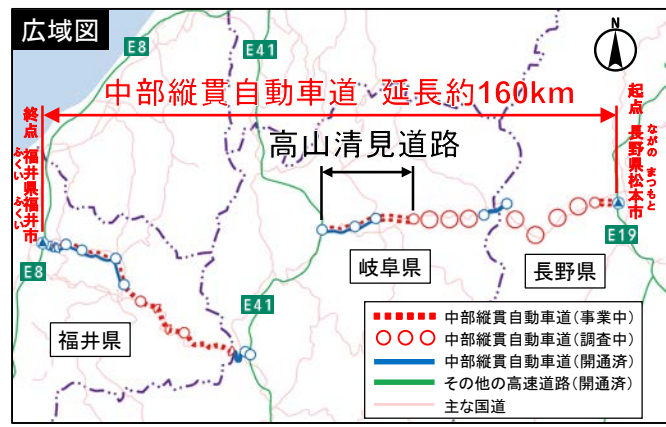 広域図
E8
E41
N
中部縦貫自動車道 延長約160km
起点 長野県松本市
ながの まつもと
終点 福井県福井市
ふくい ふくい
高山清見道路
E19
E8
E41
岐阜県
長野県
福井県
中部縦貫自動車道(事業中)
中部縦貫自動車道(調査中)
中部縦貫自動車道(開通済)
その他の高速道路(開通済)
主な国道